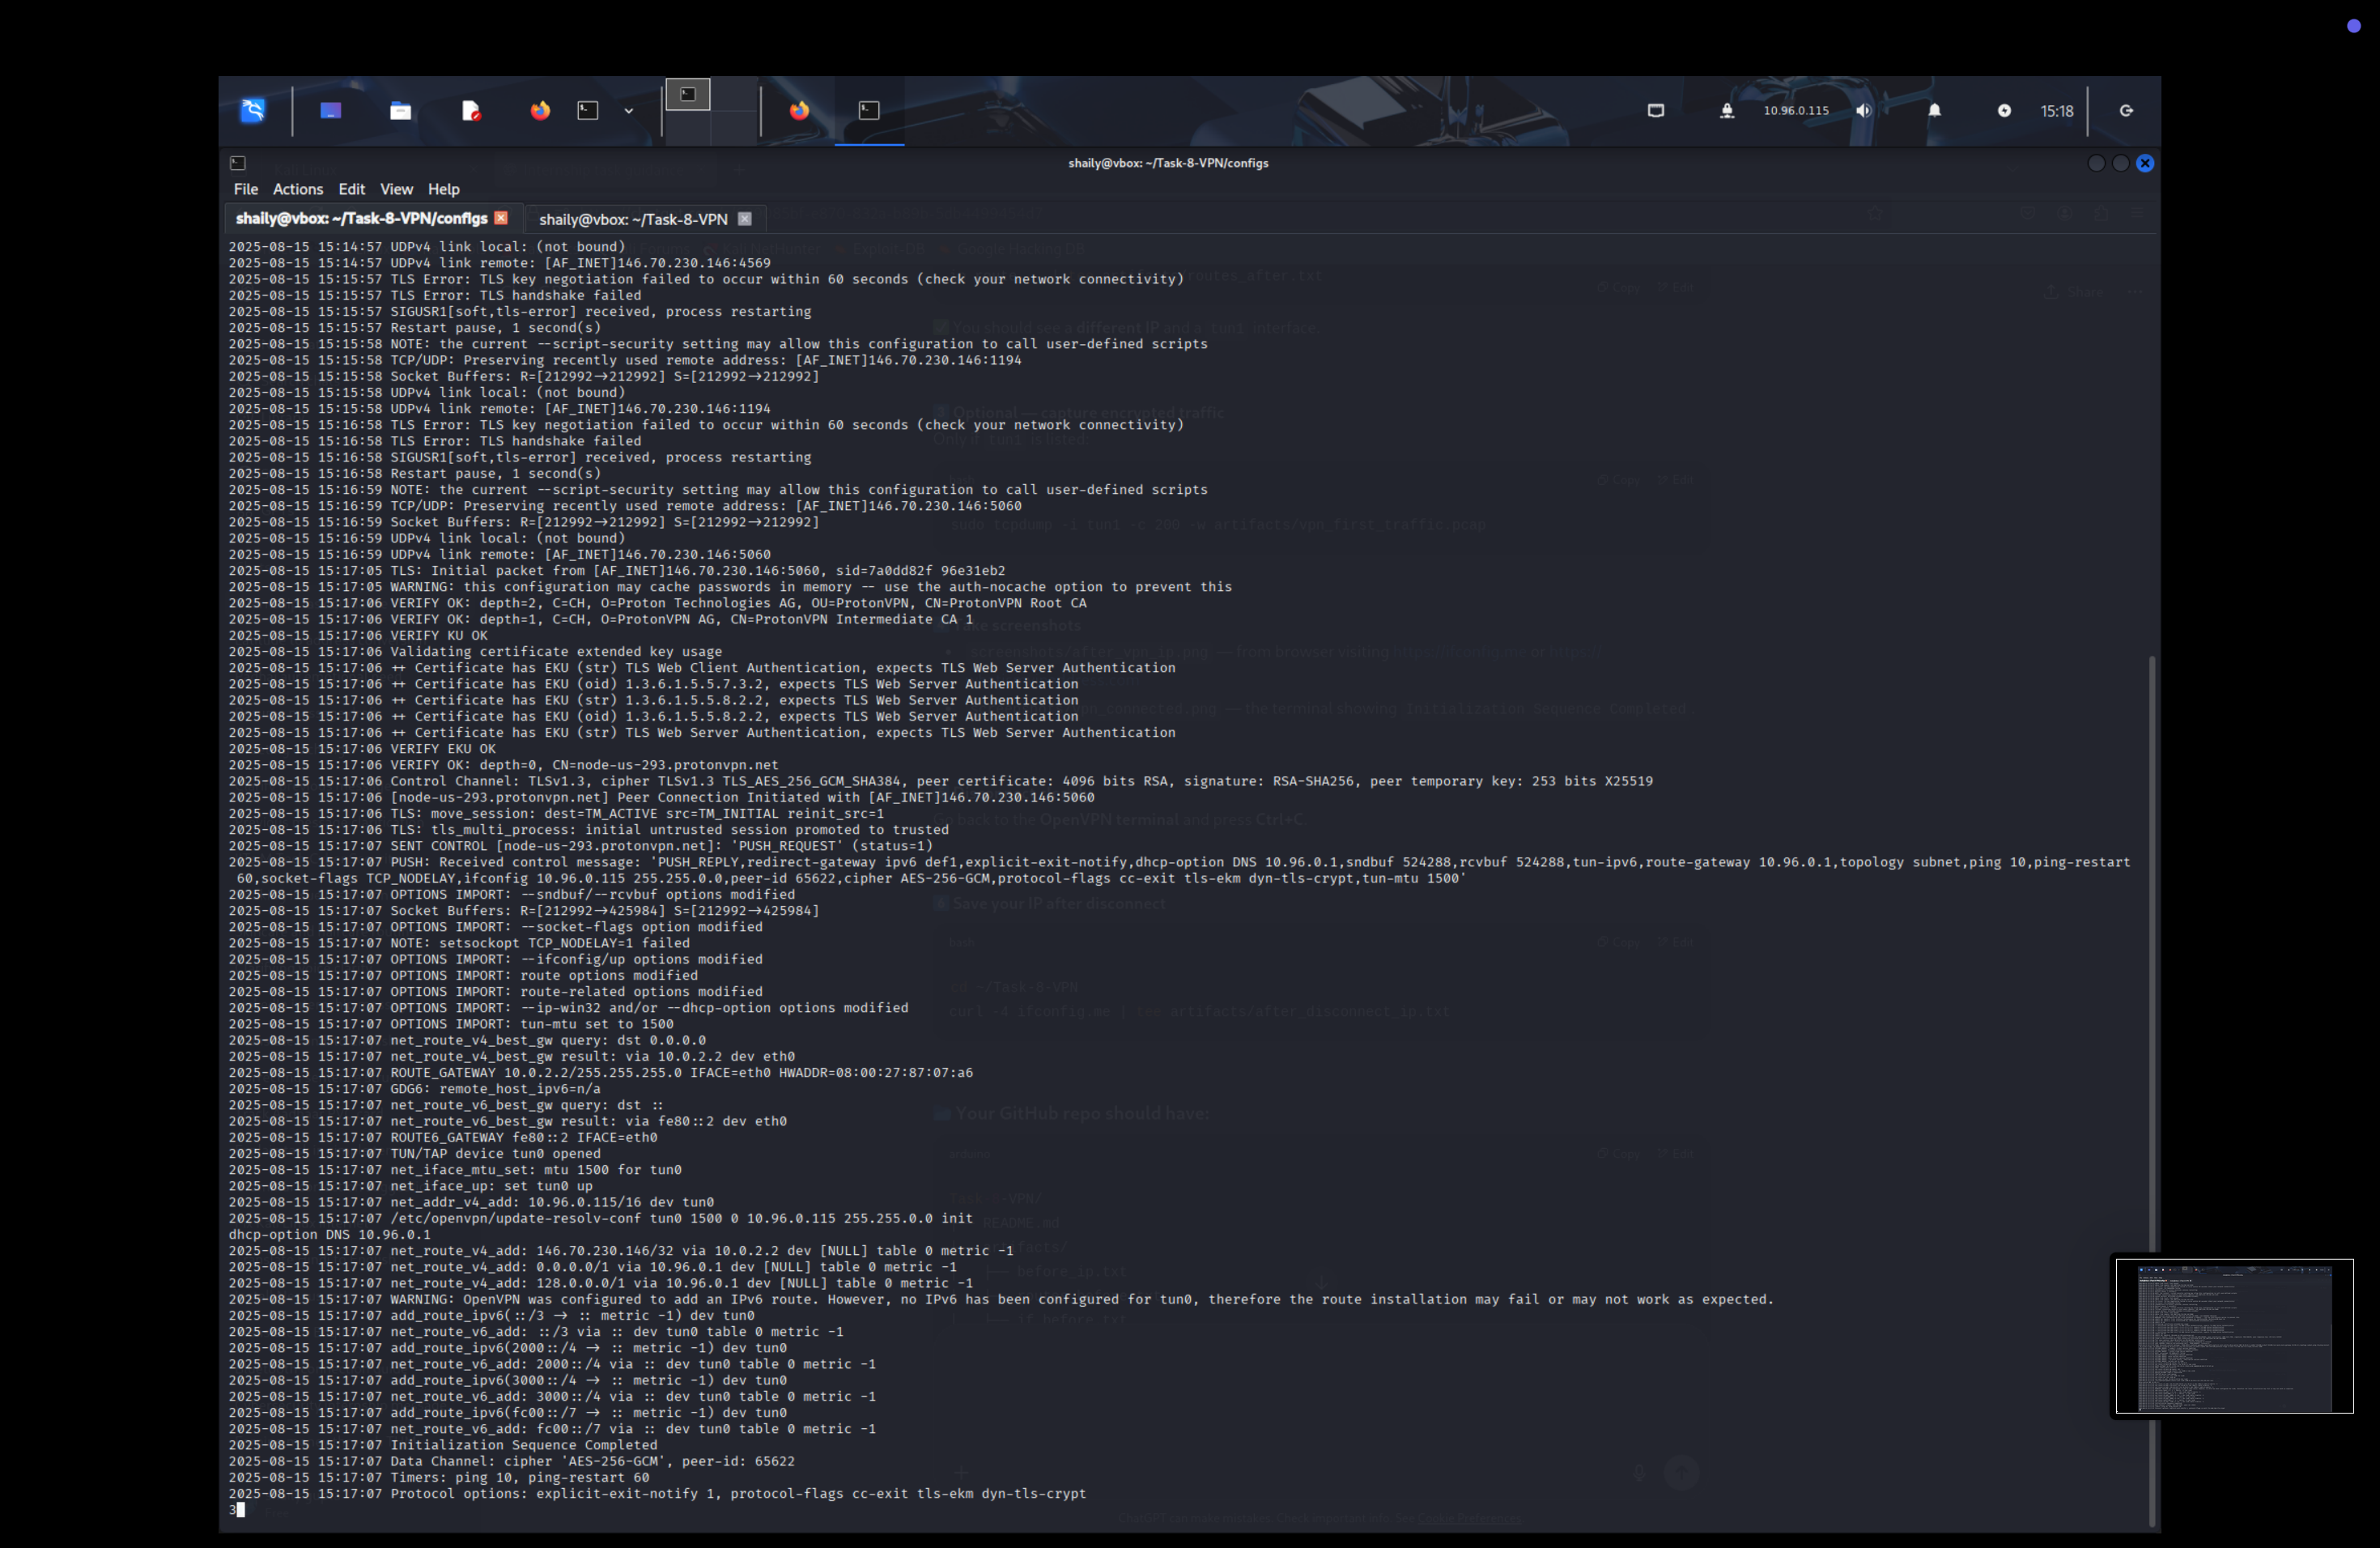 10.96.0.115
15:18
shaily@vbox: ~/Task-8-VPN/configs
File Actions Edit View Help
shaily@vbox: ~/Task-8-VPN/configs
shaily@vbox: ~/Task-8-VPN
2025-08-15 15:14:57 UDPv4 link local: (not bound)
2025-08-15 15:14:57 UDPv4 link remote: [AF_INET]146.70.230.146:4569
2025-08-15 15:15:57 TLS Error: TLS key negotiation failed to occur within 60 seconds (check your network connectivity)
2025-08-15 15:15:57 TLS Error: TLS handshake failed
2025-08-15 15:15:57 SIGUSR1[soft,tls-error] received, process restarting
2025-08-15 15:15:57 Restart pause, 1 second(s)
2025-08-15 15:15:58 NOTE: the current --script-security setting may allow this configuration to call user-defined scripts
2025-08-15 15:15:58 TCP/UDP: Preserving recently used remote address: [AF_INET]146.70.230.146:1194
2025-08-15 15:15:58 Socket Buffers: R=[212992→212992] S=[212992→212992]
2025-08-15 15:15:58 UDPv4 link local: (not bound)
2025-08-15 15:15:58 UDPv4 link remote: [AF_INET]146.70.230.146:1194
2025-08-15 15:16:58 TLS Error: TLS key negotiation failed to occur within 60 seconds (check your network connectivity)
2025-08-15 15:16:58 TLS Error: TLS handshake failed
2025-08-15 15:16:58 SIGUSR1[soft,tls-error] received, process restarting
2025-08-15 15:16:58 Restart pause, 1 second(s)
2025-08-15 15:16:59 NOTE: the current --script-security setting may allow this configuration to call user-defined scripts
2025-08-15 15:16:59 TCP/UDP: Preserving recently used remote address: [AF_INET]146.70.230.146:5060
2025-08-15 15:16:59 Socket Buffers: R=[212992→212992] S=[212992→212992]
2025-08-15 15:16:59 UDPv4 link local: (not bound)
2025-08-15 15:16:59 UDPv4 link remote: [AF_INET]146.70.230.146:5060
2025-08-15 15:17:05 TLS: Initial packet from [AF_INET]146.70.230.146:5060, sid=7a0dd82f 96e31eb2
2025-08-15 15:17:05 WARNING: this configuration may cache passwords in memory -- use the auth-nocache option to prevent this
2025-08-15 15:17:06 VERIFY OK: depth=2, C=CH, O=Proton Technologies AG, OU=ProtonVPN, CN=ProtonVPN Root CA
2025-08-15 15:17:06 VERIFY OK: depth=1, C=CH, O=ProtonVPN AG, CN=ProtonVPN Intermediate CA 1
2025-08-15 15:17:06 VERIFY KU OK
2025-08-15 15:17:06 Validating certificate extended key usage
2025-08-15 15:17:06 ++ Certificate has EKU (str) TLS Web Client Authentication, expects TLS Web Server Authentication
2025-08-15 15:17:06 ++ Certificate has EKU (oid) 1.3.6.1.5.5.7.3.2, expects TLS Web Server Authentication
2025-08-15 15:17:06 ++ Certificate has EKU (str) 1.3.6.1.5.5.8.2.2, expects TLS Web Server Authentication
2025-08-15 15:17:06 ++ Certificate has EKU (oid) 1.3.6.1.5.5.8.2.2, expects TLS Web Server Authentication
2025-08-15 15:17:06 ++ Certificate has EKU (str) TLS Web Server Authentication, expects TLS Web Server Authentication
2025-08-15 15:17:06 VERIFY EKU OK
2025-08-15 15:17:06 VERIFY OK: depth=0, CN=node-us-293.protonvpn.net
2025-08-15 15:17:06 Control Channel: TLSv1.3, cipher TLSv1.3 TLS_AES_256_GCM_SHA384, peer certificate: 4096 bits RSA, signature: RSA-SHA256, peer temporary key: 253 bits X25519
2025-08-15 15:17:06 [node-us-293.protonvpn.net] Peer Connection Initiated with [AF_INET]146.70.230.146:5060
2025-08-15 15:17:06 TLS: move_session: dest=TM_ACTIVE src=TM_INITIAL reinit_src=1
2025-08-15 15:17:06 TLS: tls_multi_process: initial untrusted session promoted to trusted
2025-08-15 15:17:07 SENT CONTROL [node-us-293.protonvpn.net]: 'PUSH_REQUEST' (status=1)
2025-08-15 15:17:07 PUSH: Received control message: 'PUSH_REPLY,redirect-gateway ipv6 def1,explicit-exit-notify,dhcp-option DNS 10.96.0.1,sndbuf 524288,rcvbuf 524288,tun-ipv6,route-gateway 10.96.0.1,topology subnet,ping 10,ping-restart
60,socket-flags TCP_NODELAY,ifconfig 10.96.0.115 255.255.0.0,peer-id 65622,cipher AES-256-GCM,protocol-flags cc-exit tls-ekm dyn-tls-crypt,tun-mtu 1500'
2025-08-15 15:17:07 OPTIONS IMPORT: --sndbuf/--rcvbuf options modified
2025-08-15 15:17:07 Socket Buffers: R=[212992→425984] S=[212992→425984]
2025-08-15 15:17:07 OPTIONS IMPORT: --socket-flags option modified
2025-08-15 15:17:07 NOTE: setsockopt TCP_NODELAY=1 failed
2025-08-15 15:17:07 OPTIONS IMPORT: --ifconfig/up options modified
2025-08-15 15:17:07 OPTIONS IMPORT: route options modified
2025-08-15 15:17:07 OPTIONS IMPORT: route-related options modified
2025-08-15 15:17:07 OPTIONS IMPORT: --ip-win32 and/or --dhcp-option options modified
2025-08-15 15:17:07 OPTIONS IMPORT: tun-mtu set to 1500
2025-08-15 15:17:07 net_route_v4_best_gw query: dst 0.0.0.0
2025-08-15 15:17:07 net_route_v4_best_gw result: via 10.0.2.2 dev eth0
2025-08-15 15:17:07 ROUTE_GATEWAY 10.0.2.2/255.255.255.0 IFACE=eth0 HWADDR=08:00:27:87:07:a6
2025-08-15 15:17:07 GDG6: remote_host_ipv6=n/a
2025-08-15 15:17:07 net_route_v6_best_gw query: dst ::
2025-08-15 15:17:07 net_route_v6_best_gw result: via fe80::2 dev eth0
2025-08-15 15:17:07 ROUTE6_GATEWAY fe80::2 IFACE=eth0
2025-08-15 15:17:07 TUN/TAP device tun0 opened
2025-08-15 15:17:07 net_iface_mtu_set: mtu 1500 for tun0
2025-08-15 15:17:07 net_iface_up: set tun0 up
2025-08-15 15:17:07 net_addr_v4_add: 10.96.0.115/16 dev tun0
2025-08-15 15:17:07 /etc/openvpn/update-resolv-conf tun0 1500 0 10.96.0.115 255.255.0.0 init
dhcp-option DNS 10.96.0.1
2025-08-15 15:17:07 net_route_v4_add: 146.70.230.146/32 via 10.0.2.2 dev [NULL] table 0 metric -1
2025-08-15 15:17:07 net_route_v4_add: 0.0.0.0/1 via 10.96.0.1 dev [NULL] table 0 metric -1
2025-08-15 15:17:07 net_route_v4_add: 128.0.0.0/1 via 10.96.0.1 dev [NULL] table 0 metric -1
2025-08-15 15:17:07 WARNING: OpenVPN was configured to add an IPv6 route. However, no IPv6 has been configured for tun0, therefore the route installation may fail or may not work as expected.
2025-08-15 15:17:07 add_route_ipv6(::/3 → :: metric -1) dev tun0
2025-08-15 15:17:07 net_route_v6_add: ::/3 via :: dev tun0 table 0 metric -1
2025-08-15 15:17:07 add_route_ipv6(2000::/4 → :: metric -1) dev tun0
2025-08-15 15:17:07 net_route_v6_add: 2000::/4 via :: dev tun0 table 0 metric -1
2025-08-15 15:17:07 add_route_ipv6(3000::/4 → :: metric -1) dev tun0
2025-08-15 15:17:07 net_route_v6_add: 3000::/4 via :: dev tun0 table 0 metric -1
2025-08-15 15:17:07 add_route_ipv6(fc00::/7 → :: metric -1) dev tun0
2025-08-15 15:17:07 net_route_v6_add: fc00::/7 via :: dev tun0 table 0 metric -1
2025-08-15 15:17:07 Initialization Sequence Completed
2025-08-15 15:17:07 Data Channel: cipher 'AES-256-GCM', peer-id: 65622
2025-08-15 15:17:07 Timers: ping 10, ping-restart 60
2025-08-15 15:17:07 Protocol options: explicit-exit-notify 1, protocol-flags cc-exit tls-ekm dyn-tls-crypt
3